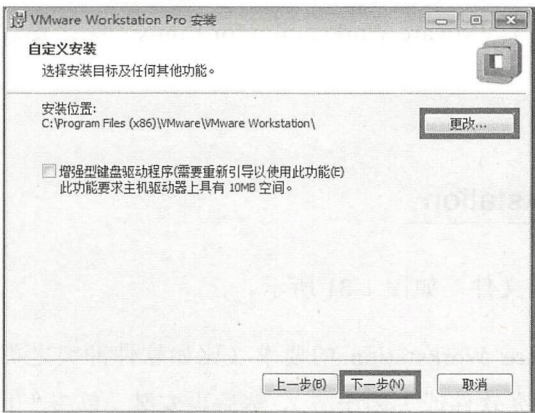 VMware Workstation Pro 安装
自定义安装
选择安装目标及任何其他功能。
安装位置:
C:\Program Files (x86)\VMware\VMware Workstation\
更改...
增强型键盘驱动程序(需要重新引导以使用此功能(E)
此功能要求主机驱动器上具有 10MB 空间。
上一步(B) 下一步(N) 取消